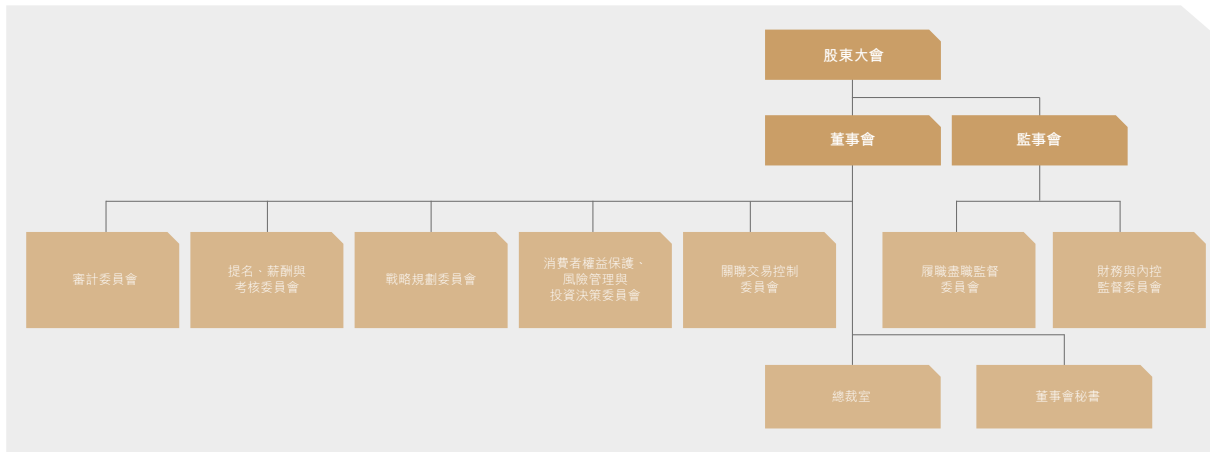 股東大會
董事會
監事會
審計委員會
提名、薪酬與
考核委員會
戰略規劃委員會
消費者權益保護、
風險管理與
投資決策委員會
關聯交易控制
委員會
履職盡職監督
委員會
財務與內控
監督委員會
總裁室
董事會秘書